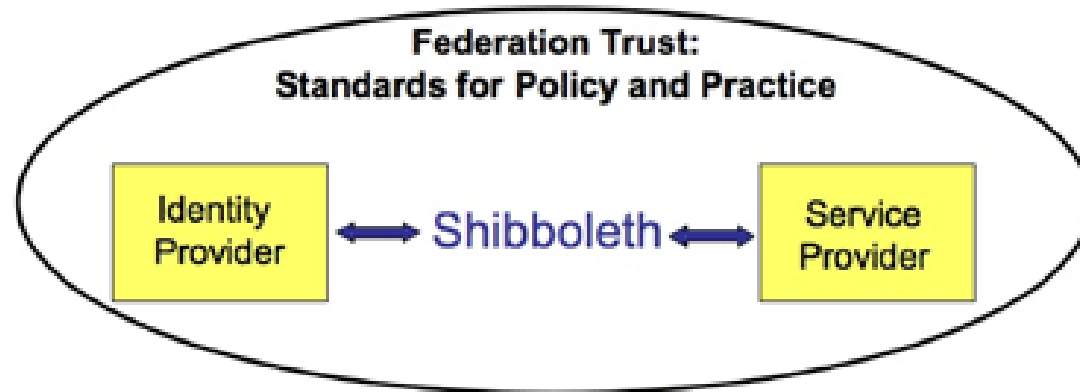 Federation Trust:
Standards for Policy and Practice
Identity
Provider
Shibboleth
Service
Provider